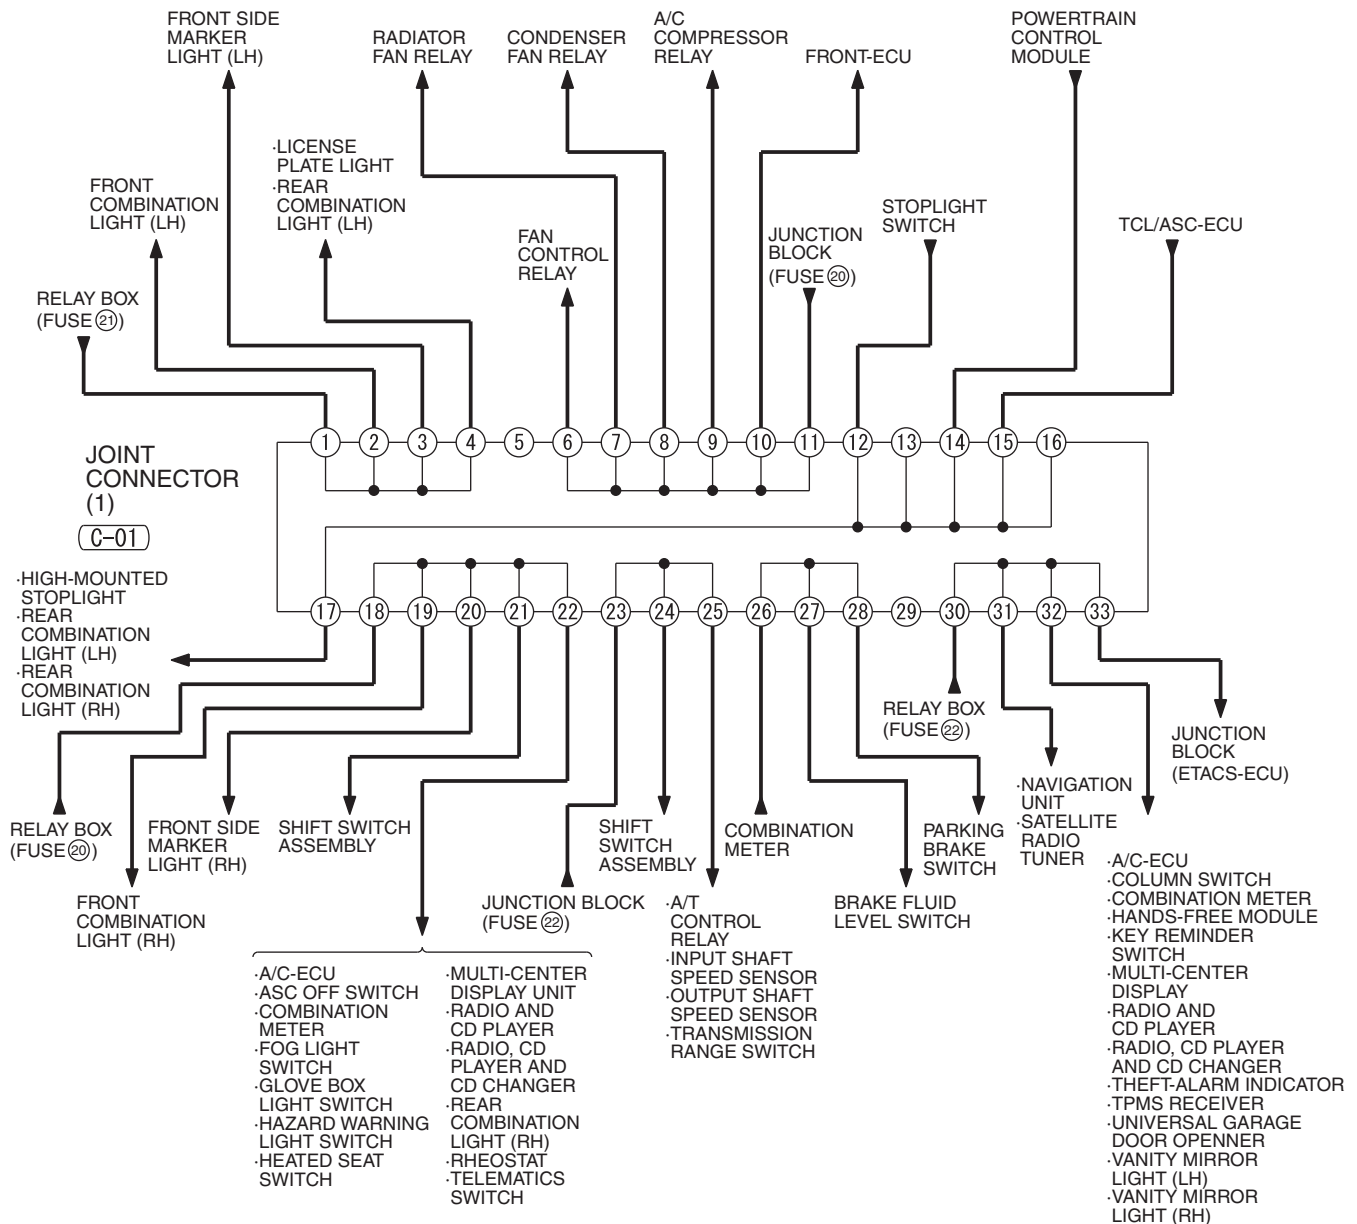 FRONT SIDE
MARKER
LIGHT (LH)
RADIATOR
FAN RELAY
CONDENSER
FAN RELAY
A/C
COMPRESSOR
RELAY
FRONT-ECU
POWERTRAIN
CONTROL
MODULE
·LICENSE
PLATE LIGHT
·REAR
COMBINATION
LIGHT (LH)
FRONT
COMBINATION
LIGHT (LH)
FAN
CONTROL
RELAY
JUNCTION
BLOCK
(FUSE⑳)
STOPLIGHT
SWITCH
TCL/ASC-ECU
RELAY BOX
(FUSE㉑)
1 2 3 4 5 6 7 8 9 10 11 12 13 14 15 16
JOINT
CONNECTOR
(1)
C-01
17 18 19 20 21 22 23 24 25 26 27 28 29 30 31 32 33
·HIGH-MOUNTED
STOPLIGHT
·REAR
COMBINATION
LIGHT (LH)
·REAR
COMBINATION
LIGHT (RH)
RELAY BOX
(FUSE⑳)
FRONT
COMBINATION
LIGHT (RH)
FRONT SIDE
MARKER
LIGHT (RH)
SHIFT SWITCH
ASSEMBLY
·A/C-ECU
·ASC OFF SWITCH
·COMBINATION
METER
·FOG LIGHT
SWITCH
·GLOVE BOX
LIGHT SWITCH
·HAZARD WARNING
LIGHT SWITCH
·HEATED SEAT
SWITCH
·MULTI-CENTER
DISPLAY UNIT
·RADIO AND
CD PLAYER
·RADIO, CD
PLAYER AND
CD CHANGER
·REAR
COMBINATION
LIGHT (RH)
·RHEOSTAT
·TELEMATICS
SWITCH
JUNCTION BLOCK
(FUSE㉒)
SHIFT
SWITCH
ASSEMBLY
·A/T
CONTROL
RELAY
·INPUT SHAFT
SPEED SENSOR
·OUTPUT SHAFT
SPEED SENSOR
·TRANSMISSION
RANGE SWITCH
COMBINATION
METER
BRAKE FLUID
LEVEL SWITCH
PARKING
BRAKE
SWITCH
RELAY BOX
(FUSE㉒)
·NAVIGATION
UNIT
·SATELLITE
RADIO
TUNER
JUNCTION
BLOCK
(ETACS-ECU)
·A/C-ECU
·COLUMN SWITCH
·COMBINATION METER
·HANDS-FREE MODULE
·KEY REMINDER
SWITCH
·MULTI-CENTER
DISPLAY
·RADIO AND
CD PLAYER
·RADIO, CD PLAYER
AND CD CHANGER
·THEFT-ALARM INDICATOR
·TPMS RECEIVER
·UNIVERSAL GARAGE
DOOR OPENNER
·VANITY MIRROR
LIGHT (LH)
·VANITY MIRROR
LIGHT (RH)